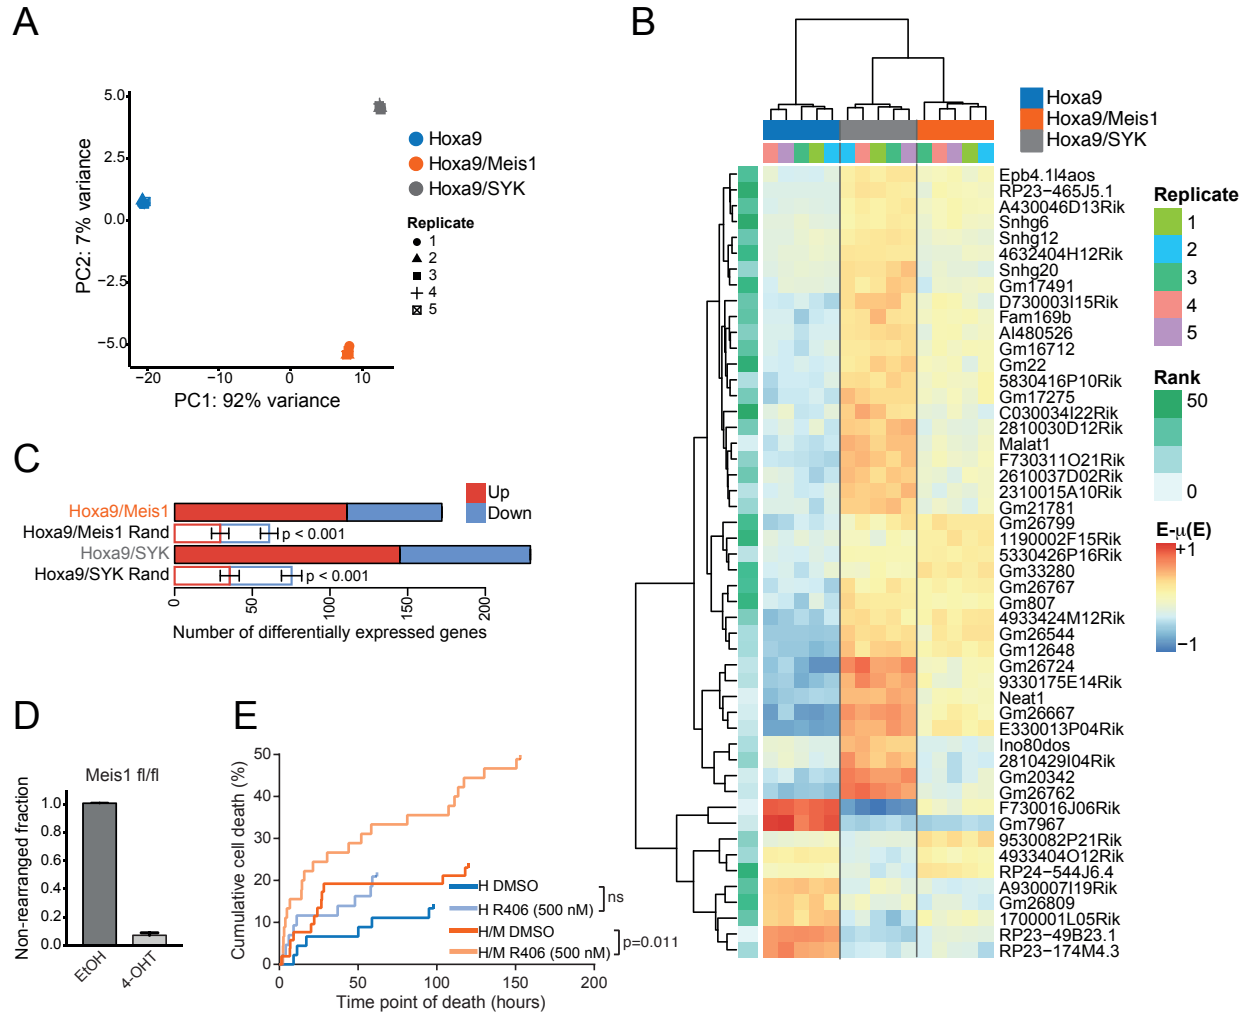 A
5.0
2.5
0.0
−2.5
−5.0
PC2: 7% variance
−20
−10
0
10
PC1: 92% variance
Hoxa9
Hoxa9/Meis1
Hoxa9/SYK
Replicate
1
2
3
4
5
B
Hoxa9
Hoxa9/Meis1
Hoxa9/SYK
Epb4.1l4aos
RP23−465J5.1
A430046D13Rik
Snhg6
Snhg12
4632404H12Rik
Snhg20
Gm17491
D730003I15Rik
Fam169b
AI480526
Gm16712
Gm22
5830416P10Rik
Gm17275
C030034I22Rik
2810030D12Rik
Malat1
F730311O21Rik
2610037D02Rik
2310015A10Rik
Gm21781
Gm26799
1190002F15Rik
5330426P16Rik
Gm33280
Gm26767
Gm807
4933424M12Rik
Gm26544
Gm12648
Gm26724
9330175E14Rik
Neat1
Gm26667
E330013P04Rik
Ino80dos
2810429I04Rik
Gm20342
Gm26762
F730016J06Rik
Gm7967
9530082P21Rik
4933404O12Rik
RP24−544J6.4
A930007I19Rik
Gm26809
1700001L05Rik
RP23−49B23.1
RP23−174M4.3
Replicate
1
2
3
4
5
Rank
50
0
E-μ(E)
+1
−1
C
Hoxa9/Meis1
Hoxa9/Meis1 Rand
Hoxa9/SYK
Hoxa9/SYK Rand
p < 0.001
p < 0.001
Up
Down
0
50
100
150
200
Number of differentially expressed genes
D
Meis1 fl/fl
Non-rearranged fraction
1.0
0.8
0.6
0.4
0.2
0.0
EtOH
4-OHT
E
Cumulative cell death (%)
50
40
30
20
10
0
0
50
100
150
200
Time point of death (hours)
H DMSO
H R406 (500 nM)
H/M DMSO
H/M R406 (500 nM)
ns
p=0.011